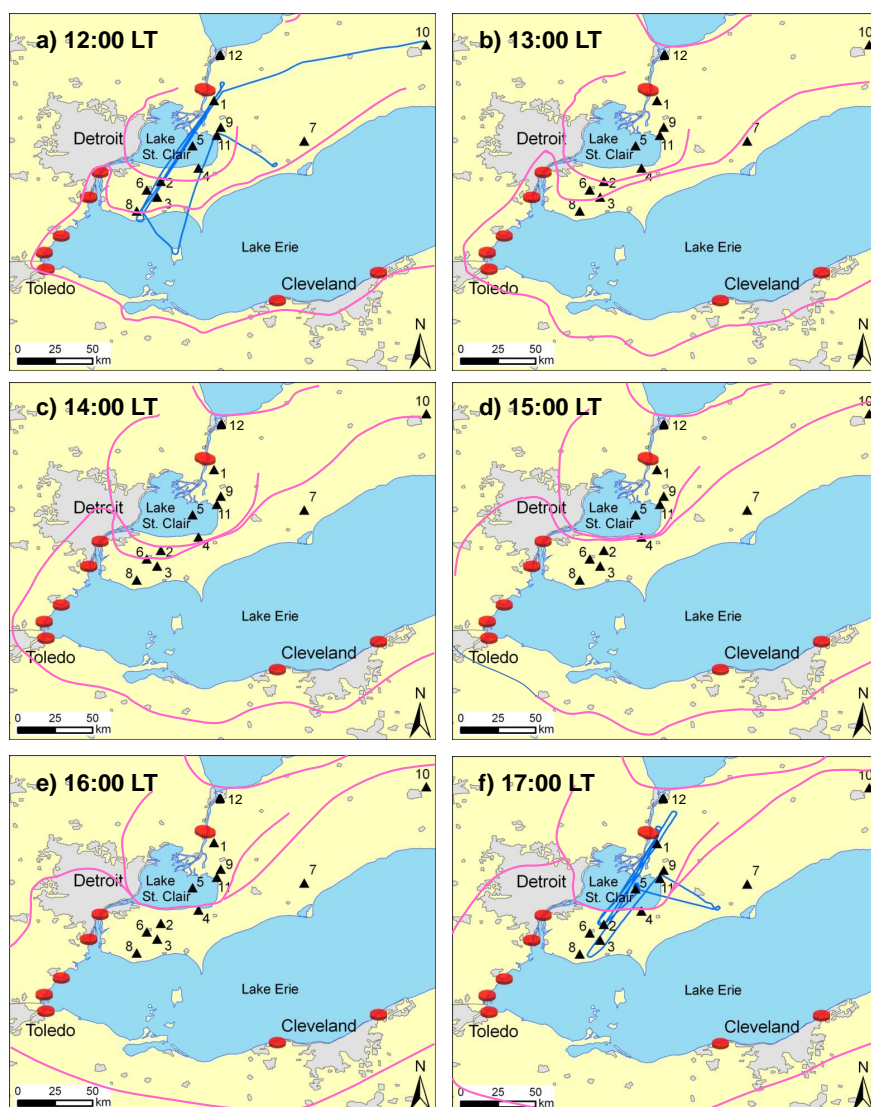 a) 12:00 LT
10
12
1
9
Detroit
Lake
St. Clair
5
11
7
4
6
2
3
8
Lake Erie
Toledo
Cleveland
N
0 25 50
km
b) 13:00 LT
10
12
1
9
Detroit
Lake
St. Clair
5
11
7
4
6
2
3
8
Lake Erie
Toledo
Cleveland
N
0 25 50
km
c) 14:00 LT
10
12
1
9
Detroit
Lake
St. Clair
5
11
7
4
6
2
3
8
Lake Erie
Toledo
Cleveland
N
0 25 50
km
d) 15:00 LT
10
12
1
9
Detroit
Lake
St. Clair
5
11
7
4
6
2
3
8
Lake Erie
Toledo
Cleveland
N
0 25 50
km
e) 16:00 LT
10
12
1
9
Detroit
Lake
St. Clair
5
11
7
4
6
2
3
8
Lake Erie
Toledo
Cleveland
N
0 25 50
km
f) 17:00 LT
10
12
1
9
Detroit
Lake
St. Clair
5
11
7
4
6
2
3
8
Lake Erie
Toledo
Cleveland
N
0 25 50
km